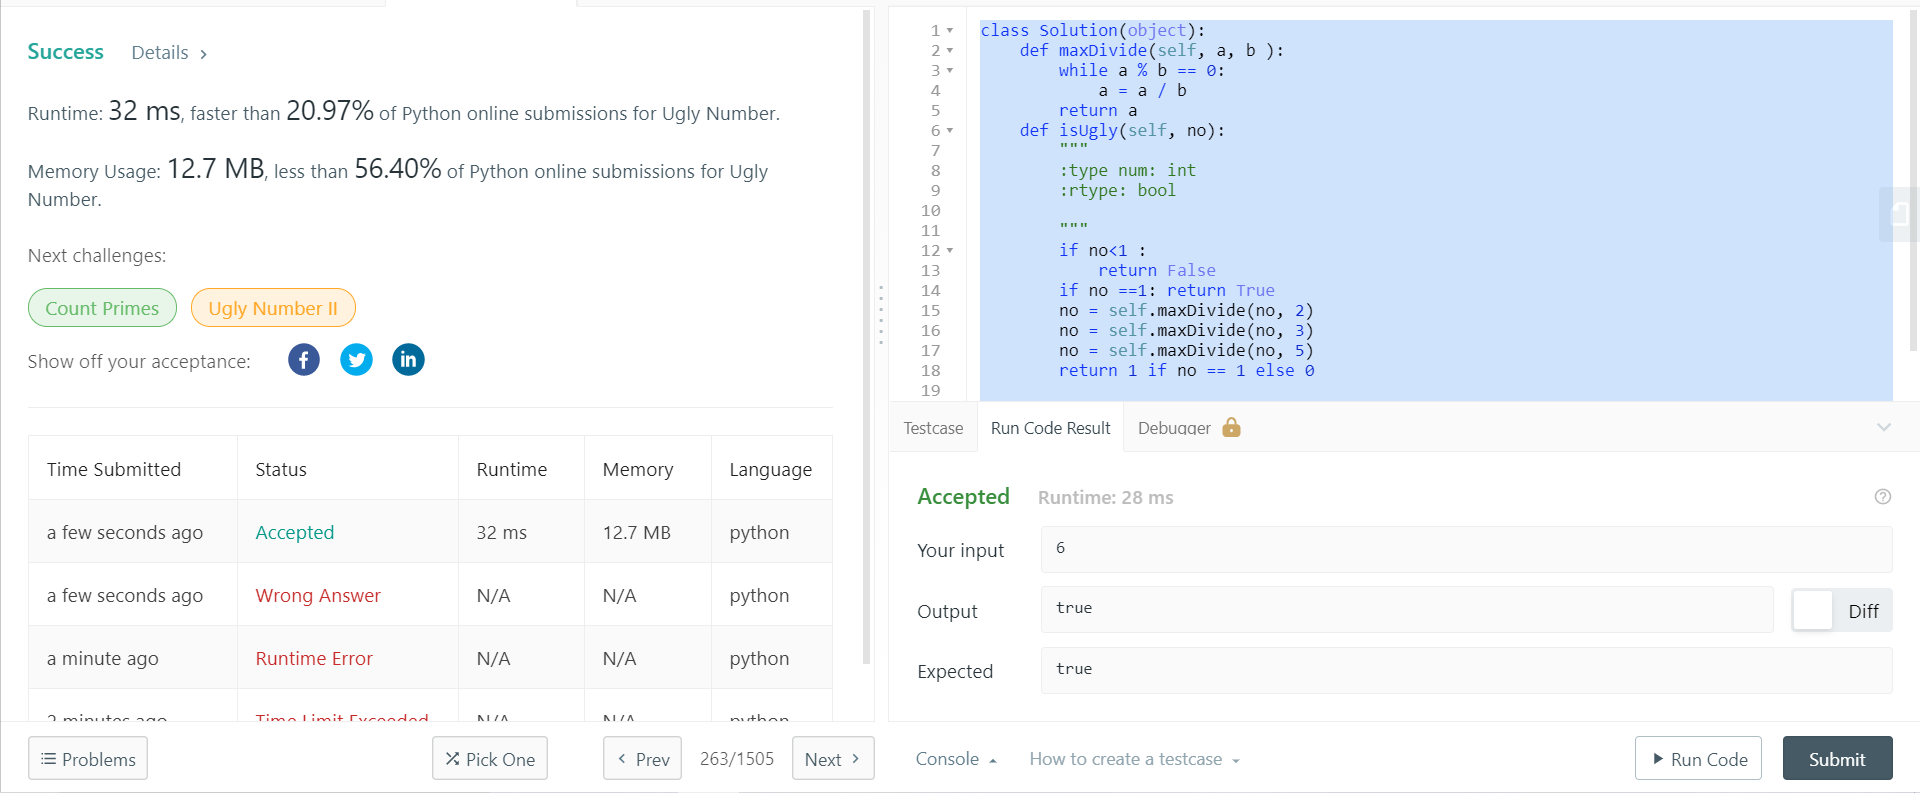 Success Details
Runtime: 32 ms, faster than 20.97% of Python online submissions for Ugly Number.
Memory Usage: 12.7 MB, less than 56.40% of Python online submissions for Ugly
Number.
Next challenges:
Count Primes Ugly Number II
Show off your acceptance:
Time Submitted Status Runtime Memory Language
a few seconds ago Accepted 32 ms 12.7 MB python
a few seconds ago Wrong Answer N/A N/A python
a minute ago Runtime Error N/A N/A python
2 minutes ago Time Limit Exceeded N/A N/A python
Problems Pick One Prev 263/1505 Next
1 class Solution(object):
2 def maxDivide(self, a, b ):
3 while a % b == 0:
4 a = a / b
5 return a
6 def isUgly(self, no):
7 """
8 :type num: int
9 :rtype: bool
10
11 """
12 if no<1 :
13 return False
14 if no ==1: return True
15 no = self.maxDivide(no, 2)
16 no = self.maxDivide(no, 3)
17 no = self.maxDivide(no, 5)
18 return 1 if no == 1 else 0
19
Testcase Run Code Result Debugger
Accepted Runtime: 28 ms
Your input 6
Output true Diff
Expected true
Console How to create a testcase Run Code Submit